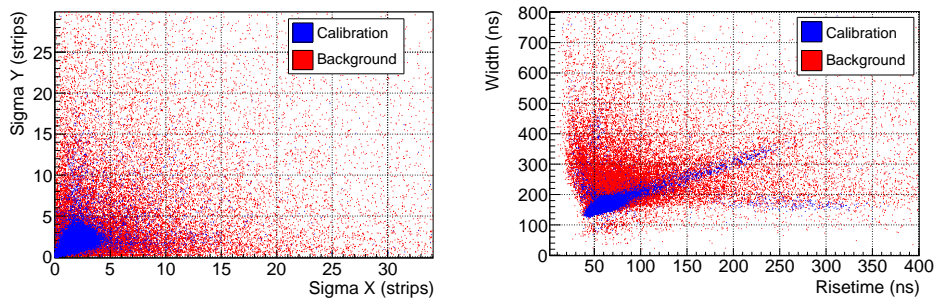 Sigma Y (strips)
25
20
15
10
5
0
0 5 10 15 20 25 30
Sigma X (strips)
Calibration
Background
Width (ns)
800
700
600
500
400
300
200
100
0
50 100 150 200 250 300 350 400
Risetime (ns)
Calibration
Background